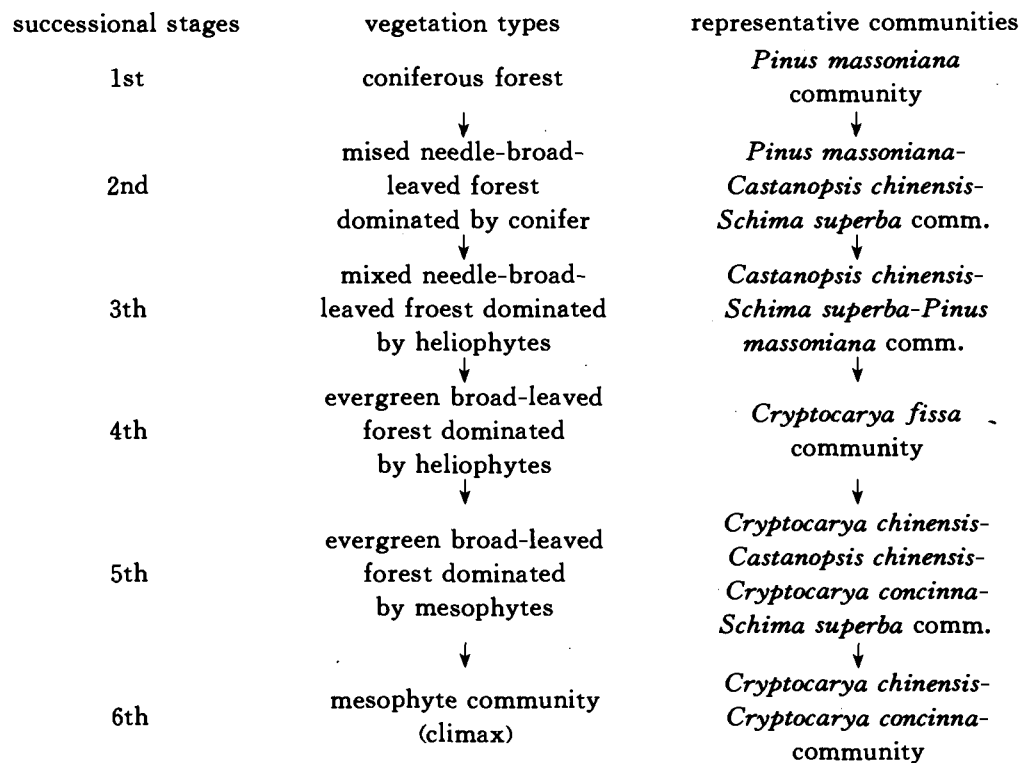 successional stages vegetation types representative communities
1st coniferous forest Pinus massoniana
community
2nd mised needle-broad-
leaved forest
dominated by conifer
Pinus massoniana-
Castanopsis chinensis-
Schima superba comm.
3th mixed needle-broad-
leaved froest dominated
by heliophytes
Castanopsis chinensis-
Schima superba-Pinus
massoniana comm.
4th evergreen broad-leaved
forest dominated
by heliophytes
Cryptocarya fissa
community
5th evergreen broad-leaved
forest dominated
by mesophytes
Cryptocarya chinensis-
Castanopsis chinensis-
Cryptocarya concinna-
Schima superba comm.
6th mesophyte community
(climax)
Cryptocarya chinensis-
Cryptocarya concinna-
community